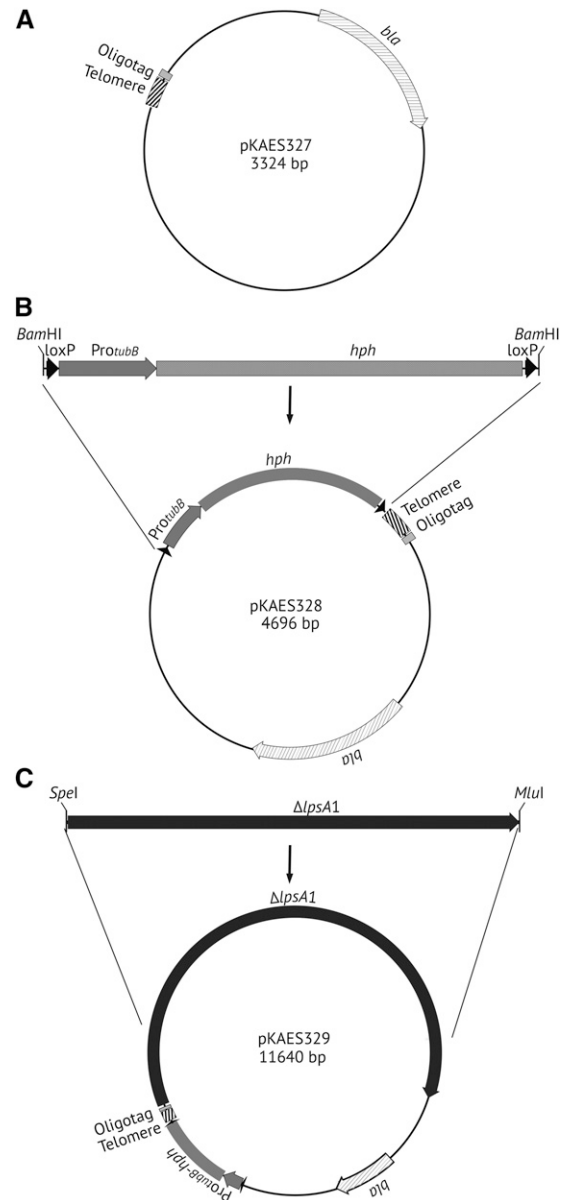 A
bla
Oligotag
Telomere
pKAES327
3324 bp
B
BamHI
loxP
ProtubB
hph
loxP
BamHI
hph
ProtubB
Telomere
Oligotag
pKAES328
4696 bp
bla
C
SpeI
ΔlpsA1
MluI
ΔlpsA1
pKAES329
11640 bp
Oligotag
Telomere
ProtubB-hph
bla